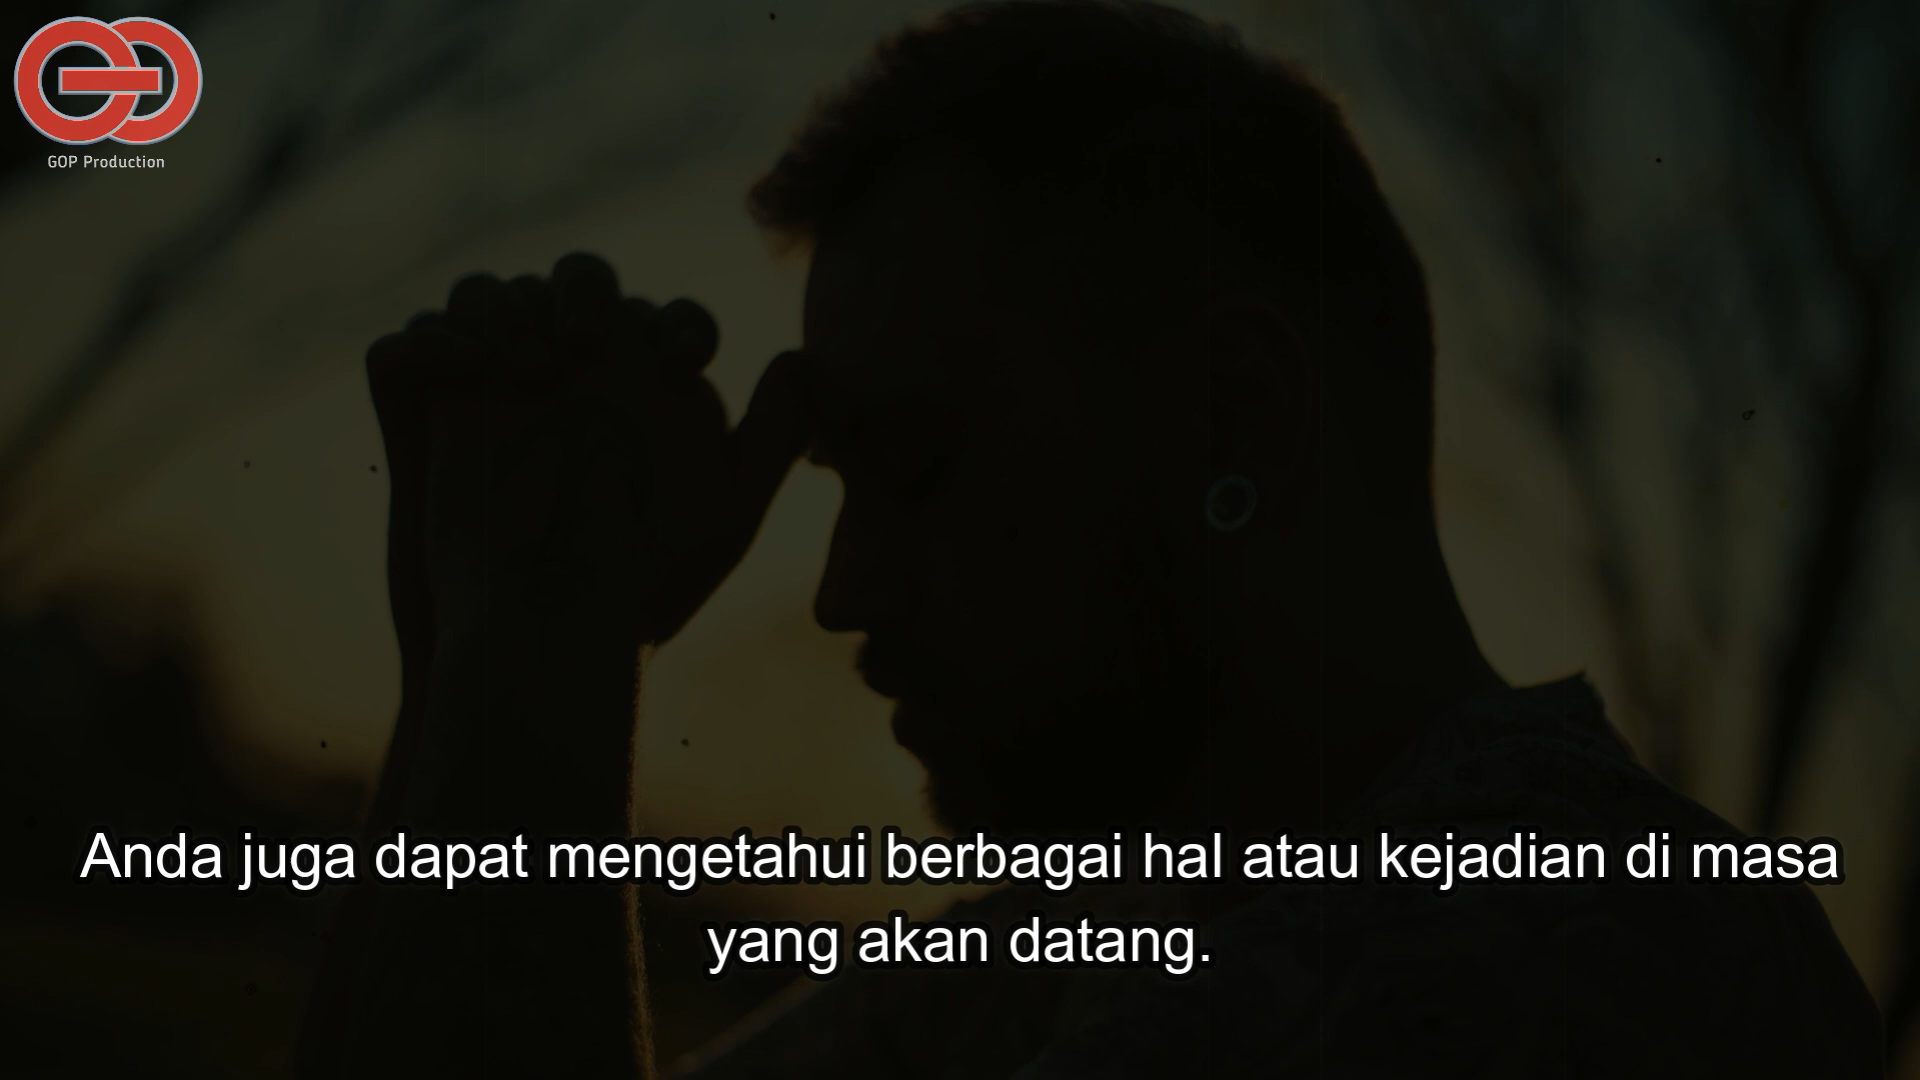 GOP Production
Anda juga dapat mengetahui berbagai hal atau kejadian di masa
yang akan datang.